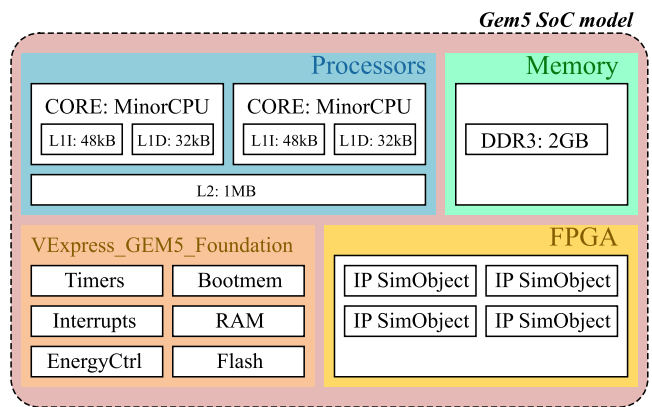 Gem5 SoC model
Processors
CORE: MinorCPU
L1I: 48kB
L1D: 32kB
CORE: MinorCPU
L1I: 48kB
L1D: 32kB
L2: 1MB
Memory
DDR3: 2GB
VExpress_GEM5_Foundation
Timers
Bootmem
Interrupts
RAM
EnergyCtrl
Flash
FPGA
IP SimObject
IP SimObject
IP SimObject
IP SimObject